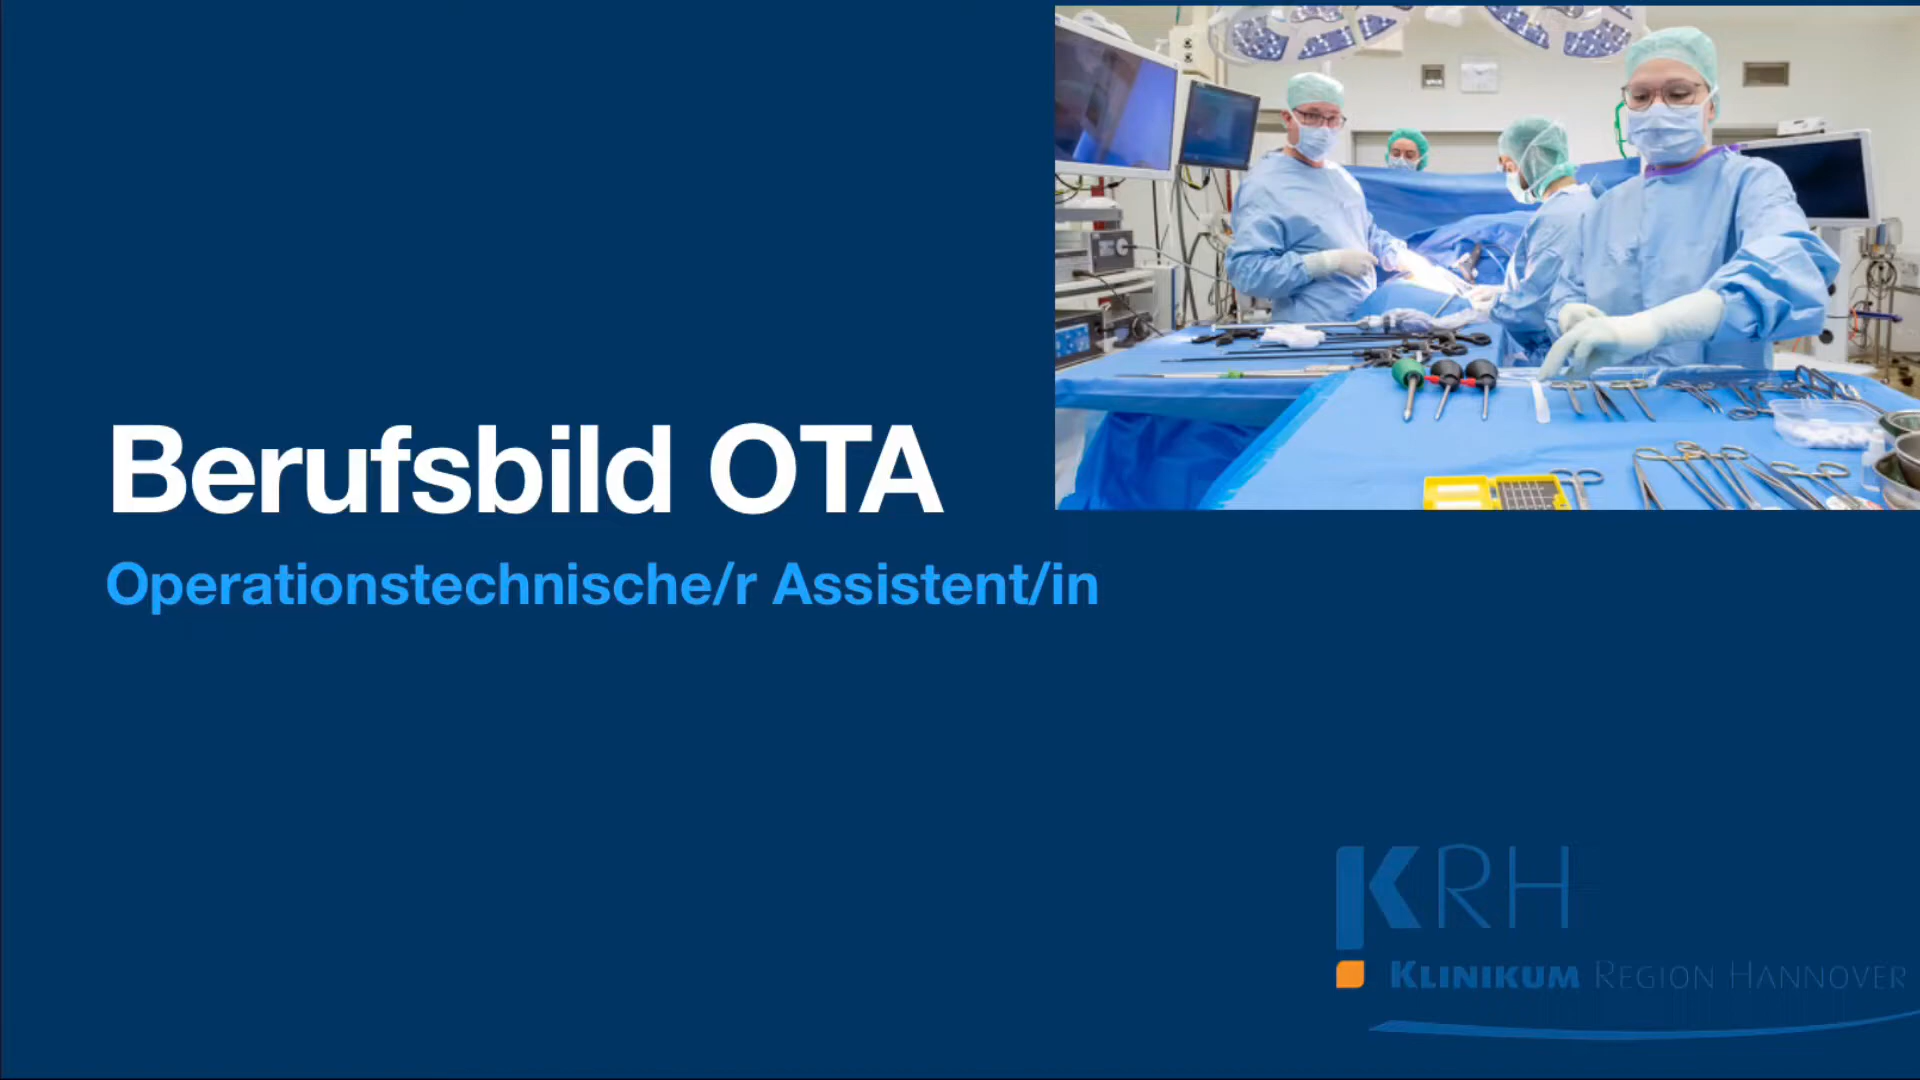 Berufsbild OTA
Operationstechnische/r Assistent/in
KRH
KLINIKUM REGION HANNOVER